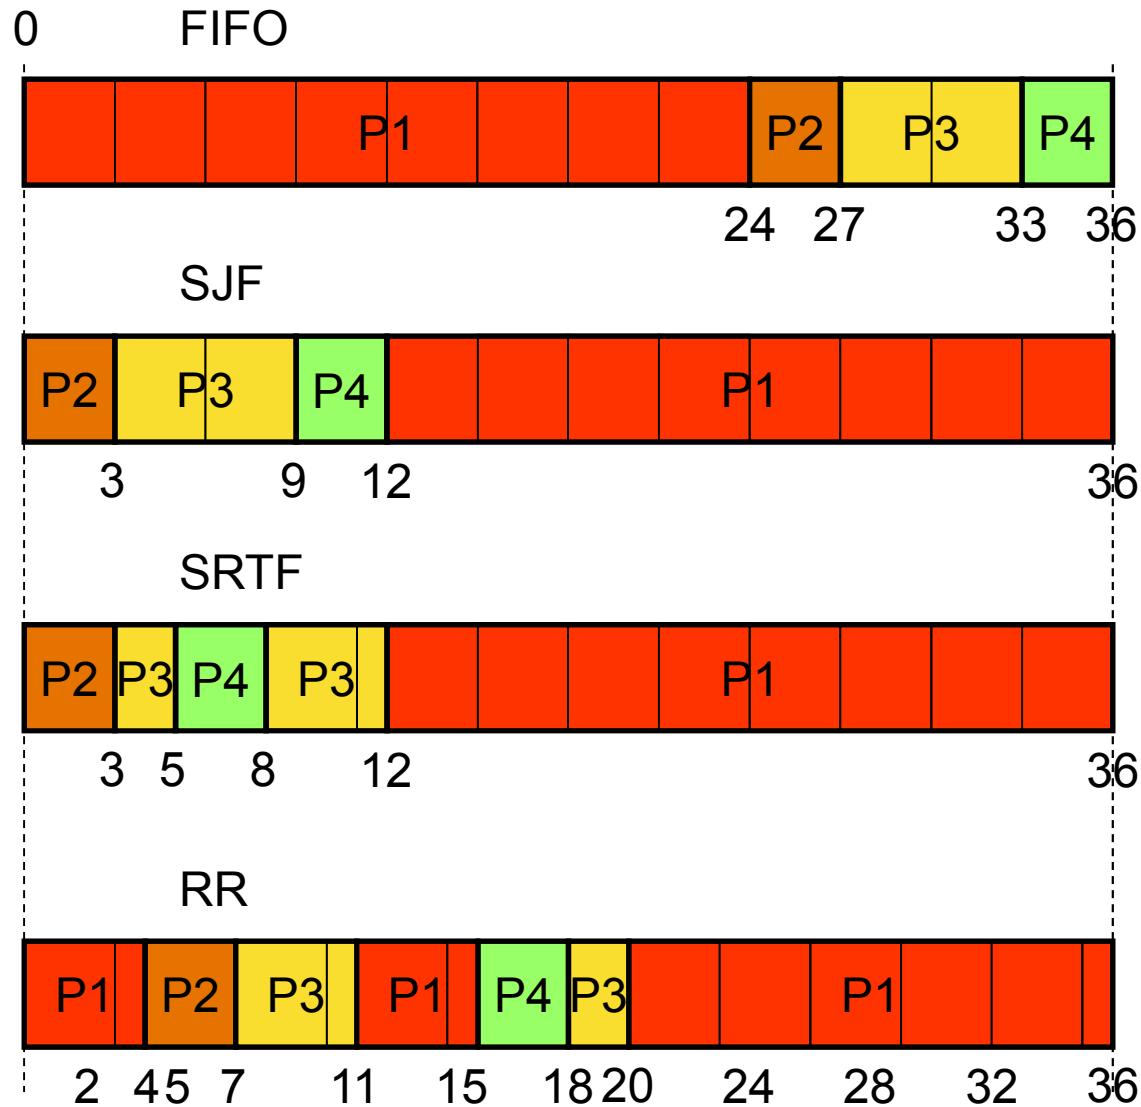 0 FIFO
P1 P2 P3 P4
24 27 33 36
SJF
P2 P3 P4 P1
3 9 12 36
SRTF
P2 P3 P4 P3 P1
3 5 8 12 36
RR
P1 P2 P3 P1 P4 P3 P1
2 4 5 7 11 15 18 20 24 28 32 36